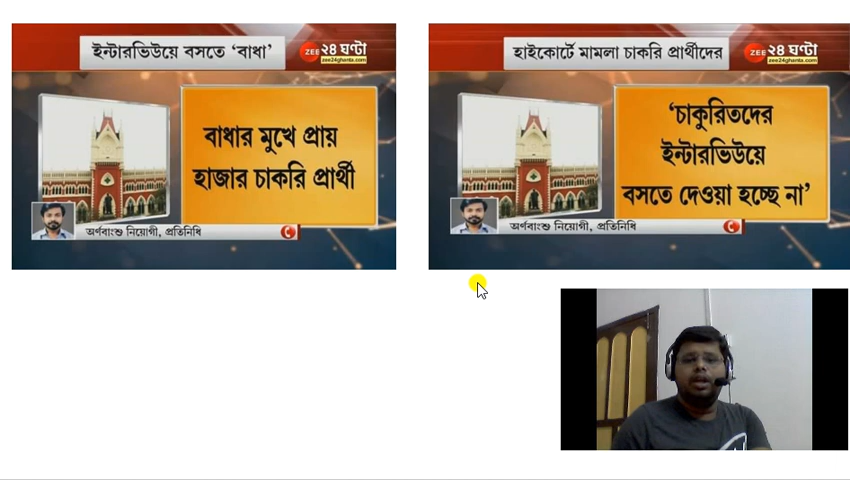 ইন্টারভিউয়ে বসতে ‘বাধা’
ZEE ২৪ ঘণ্টা
zee24ghanta.com
বাধার মুখে প্রায়
হাজার চাকরি প্রার্থী
অর্ণবাংশু নিয়োগী, প্রতিনিধি
হাইকোর্টে মামলা চাকরি প্রার্থীদের
ZEE ২৪ ঘণ্টা
zee24ghanta.com
‘চাকুরিতদের
ইন্টারভিউয়ে
বসতে দেওয়া হচ্ছে না’
অর্ণবাংশু নিয়োগী, প্রতিনিধি